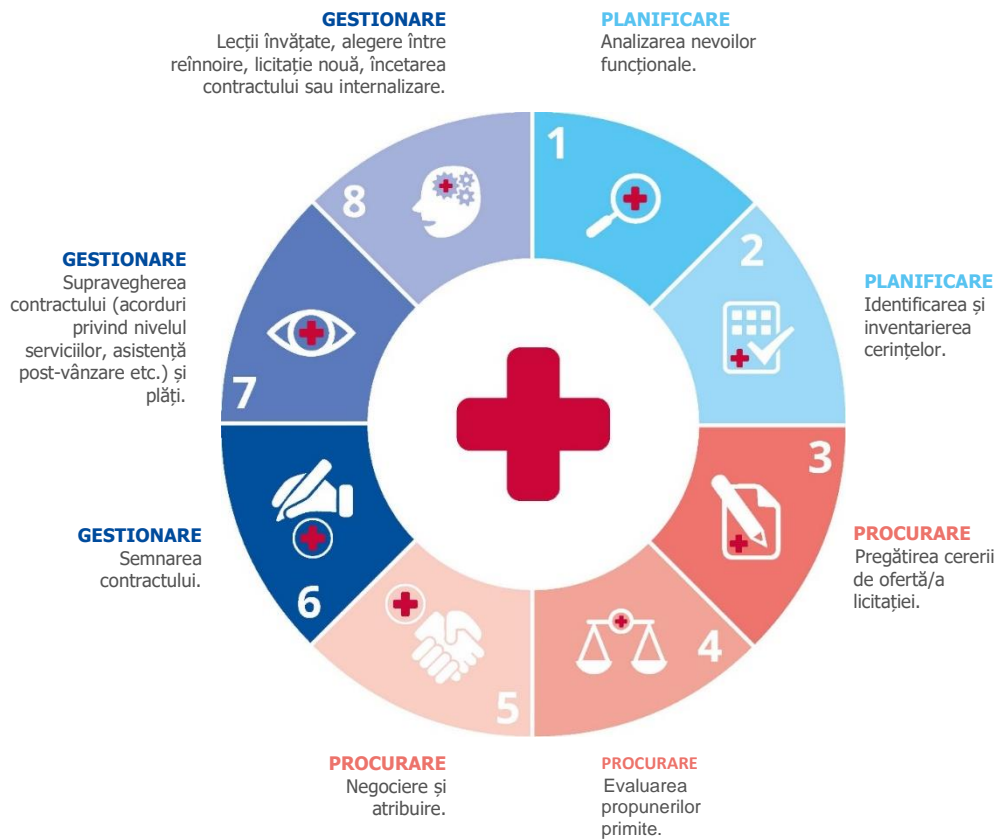 PLANIFICARE
Analizarea nevoilor
funcționale.
1
2
PLANIFICARE
Identificarea și
inventarierea
cerințelor.
3
PROCURARE
Pregătirea cererii
de ofertă/a
licitației.
4
PROCURARE
Evaluarea
propunerilor
primite.
5
PROCURARE
Negociere și
atribuire.
6
GESTIONARE
Semnarea
contractului.
7
GESTIONARE
Supravegherea
contractului (acorduri
privind nivelul
serviciilor, asistență
post-vânzare etc.) și
plăți.
8
GESTIONARE
Lecții învățate, alegere între
reînnoire, licitație nouă, încetarea
contractului sau internalizare.